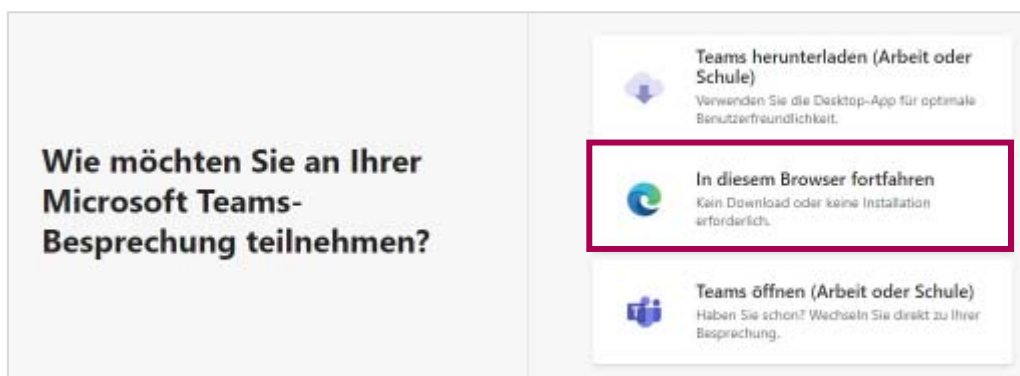 Wie möchten Sie an Ihrer
Microsoft Teams-
Besprechung teilnehmen?
Teams herunterladen (Arbeit oder
Schule)
Verwenden Sie die Desktop-App für optimale
Benutzerfreundlichkeit.
In diesem Browser fortfahren
Kein Download oder keine Installation
erforderlich.
Teams öffnen (Arbeit oder Schule)
Haben Sie schon? Wechseln Sie direkt zu Ihrer
Besprechung.